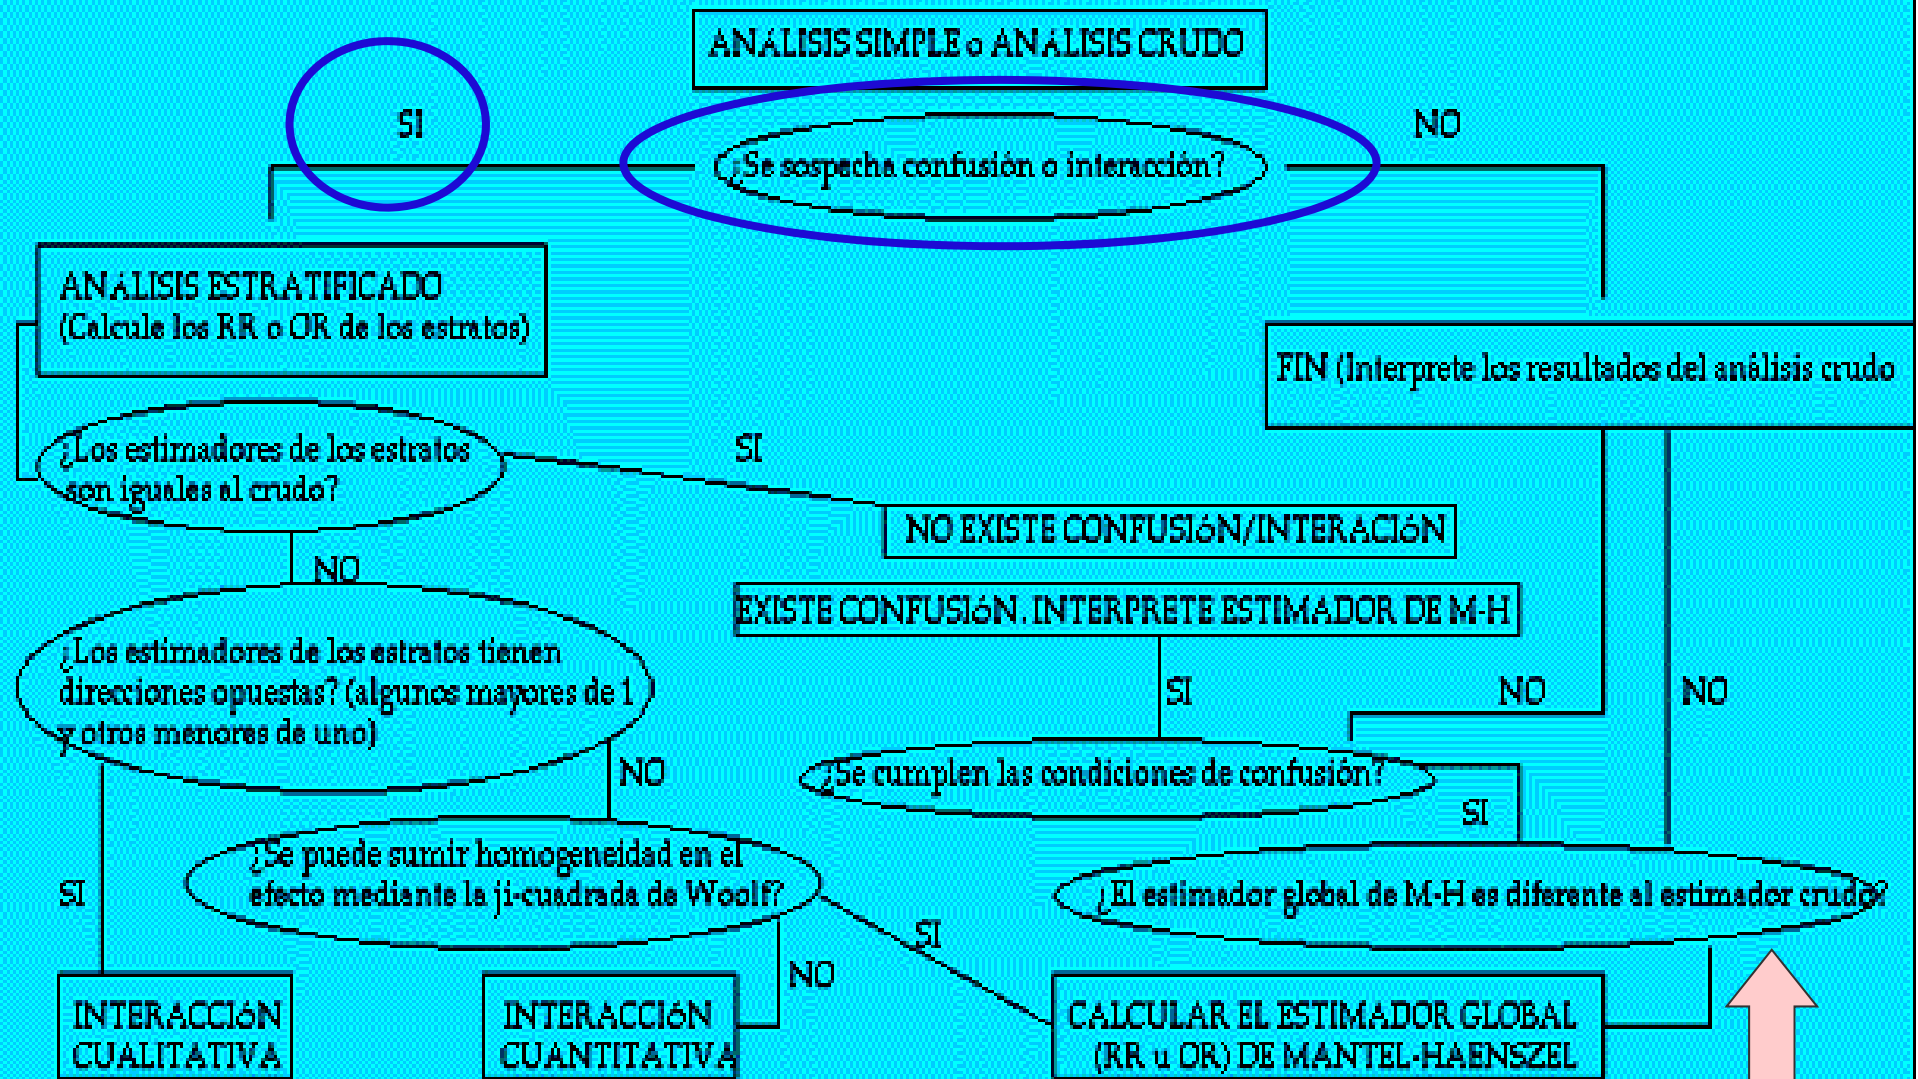 ANÁLISIS SIMPLE o ANÁLISIS CRUDO
SI
NO
¿Se sospecha confusión o interacción?
ANÁLISIS ESTRATIFICADO
(Calcule los RR o OR de los estratos)
FIN (Interprete los resultados del análisis crudo
¿Los estimadores de los estratos
son iguales al crudo?
SI
NO EXISTE CONFUSIóN/INTERACIóN
NO
EXISTE CONFUSIóN. INTERPRETE ESTIMADOR DE M-H
¿Los estimadores de los estratos tienen
direcciones opuestas? (algunos mayores de 1
y otros menores de uno)
SI
NO
NO
NO
¿Se cumplen las condiciones de confusión?
SI
¿Se puede sumir homogeneidad en el
efecto mediante la ji-cuadrada de Woolf?
SI
¿El estimador global de M-H es diferente al estimador crudo?
SI
NO
INTERACCIóN
CUALITATIVA
INTERACCIóN
CUANTITATIVA
CALCULAR EL ESTIMADOR GLOBAL
(RR u OR) DE MANTEL-HAENSZEL